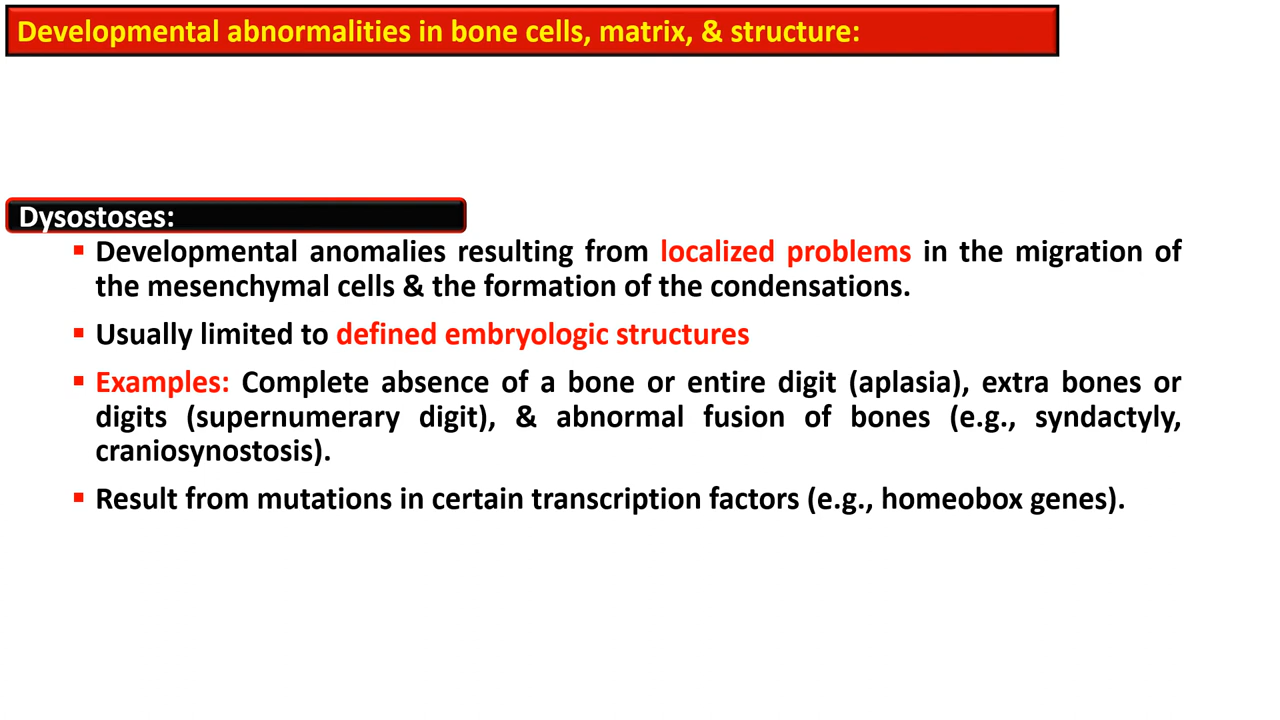 Developmental abnormalities in bone cells, matrix, & structure:
Dysostoses:
▪ Developmental anomalies resulting from localized problems in the migration of
the mesenchymal cells & the formation of the condensations.
▪ Usually limited to defined embryologic structures
▪ Examples: Complete absence of a bone or entire digit (aplasia), extra bones or
digits (supernumerary digit), & abnormal fusion of bones (e.g., syndactyly,
craniosynostosis).
▪ Result from mutations in certain transcription factors (e.g., homeobox genes).